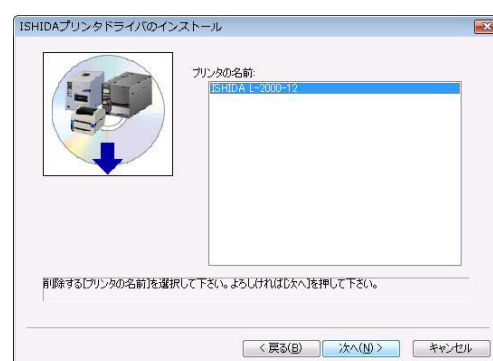 ISHIDAプリンタドライバのインストール
プリンタの名前:
ISHIDA L-2000-12
削除する[プリンタの名前]を選択して下さい。よろしければ[次へ]を押して下さい。
< 戻る(B)
次へ(N) >
キャンセル